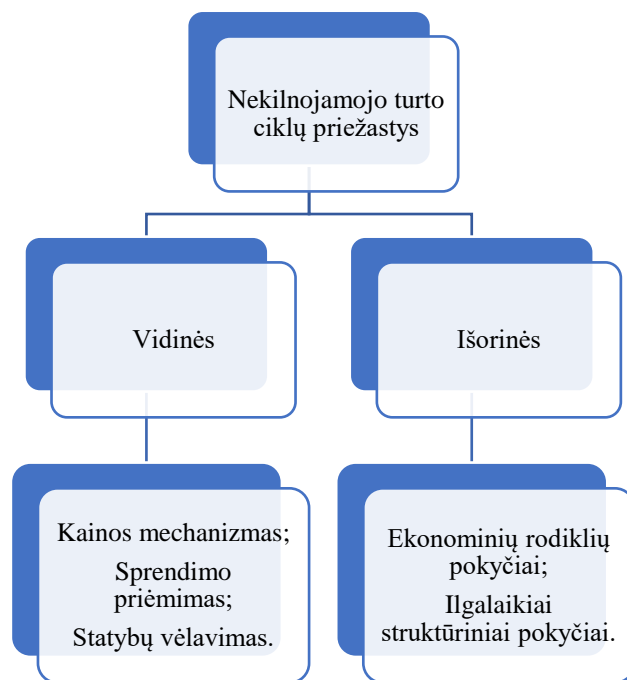 Nekilnojamojo turto
ciklų priežastys
Vidinės
Išorinės
Kainos mechanizmas;
Sprendimo
priėmimas;
Statybų vėlavimas.
Ekonominių rodiklių
pokyčiai;
Ilgalaikiai
struktūriniai pokyčiai.